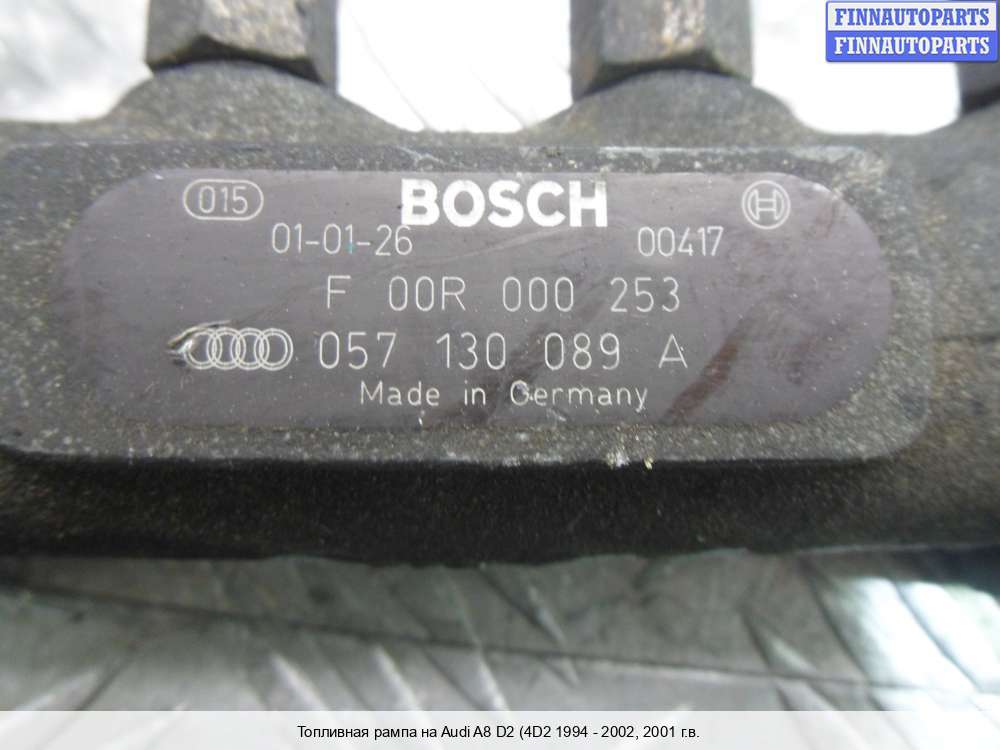 FINNAUTOPARTS
FINNAUTOPARTS
015 BOSCH
01-01-26 00417
F 00R 000 253
057 130 089 A
Made in Germany
Топливная рампа на Audi A8 D2 (4D2 1994 - 2002, 2001 г.в.